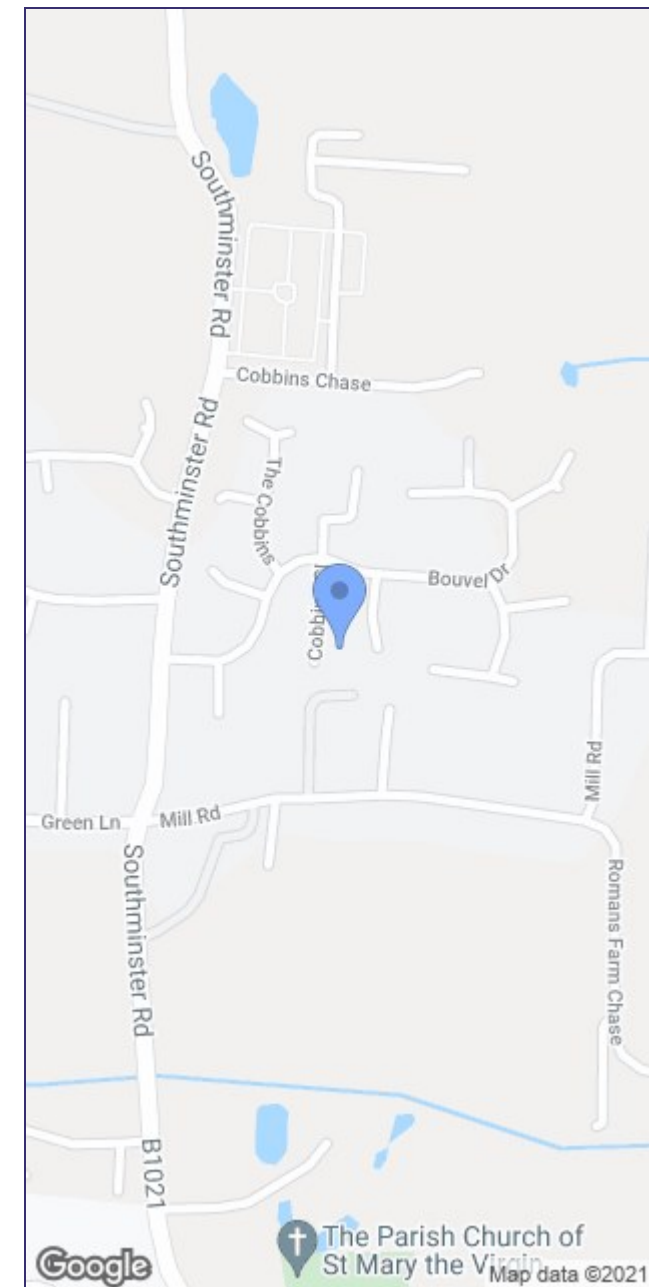 Southminster Rd
Cobbins Chase
Southminster Rd
The Cobbins
Bouvel Dr
Mill Rd
Green Ln
Mill Rd
Southminster Rd
Romans Farm Chase
B1021
The Parish Church of
St Mary the Virgin
Google
Map data ©2021